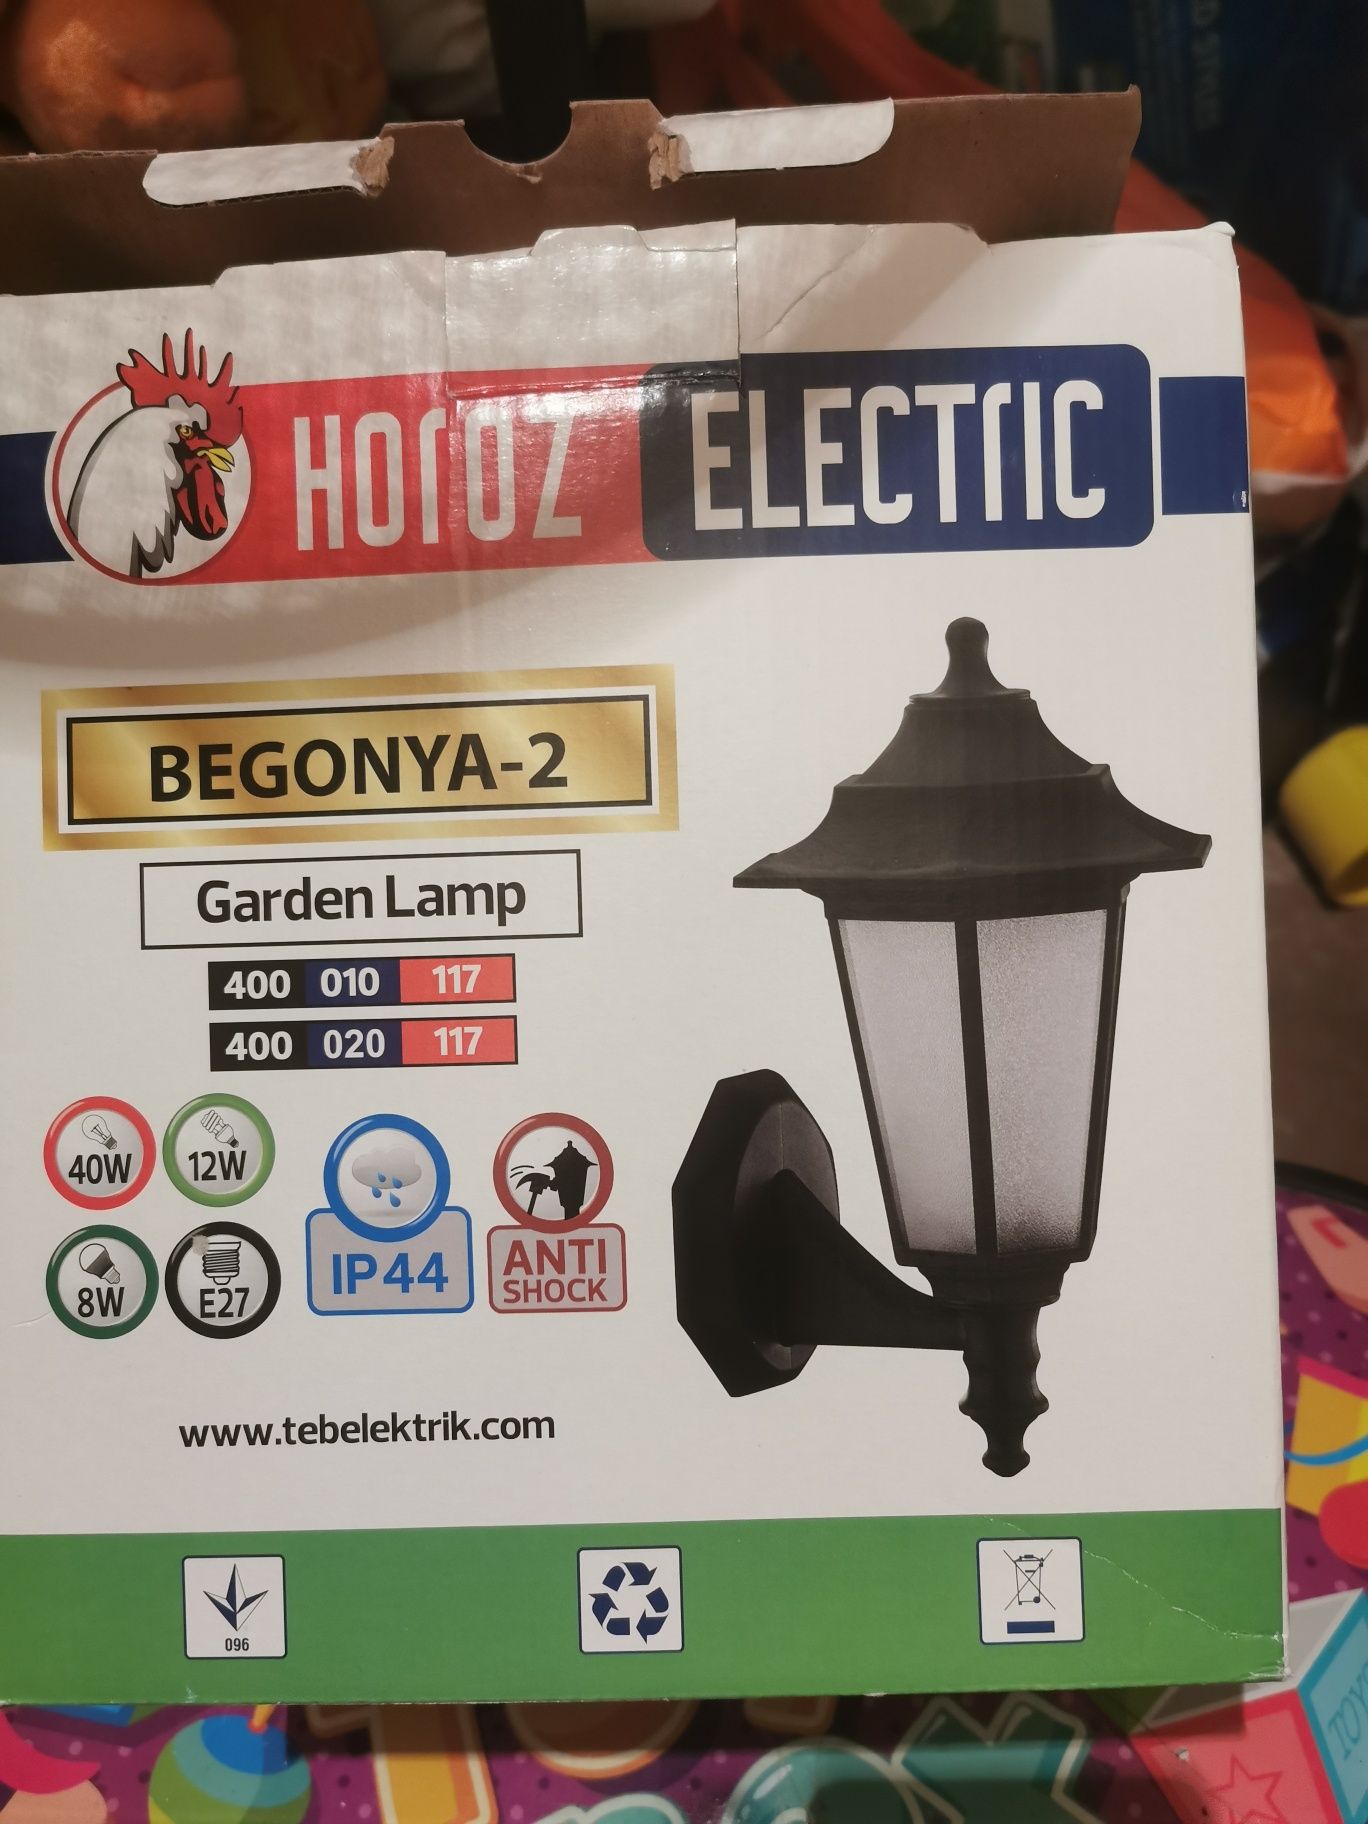 HOROZ ELECTRIC
BEGONYA-2
Garden Lamp
400 010 117
400 020 117
40W
12W
8W
E27
IP44
ANTI
SHOCK
www.tebelektrik.com
096